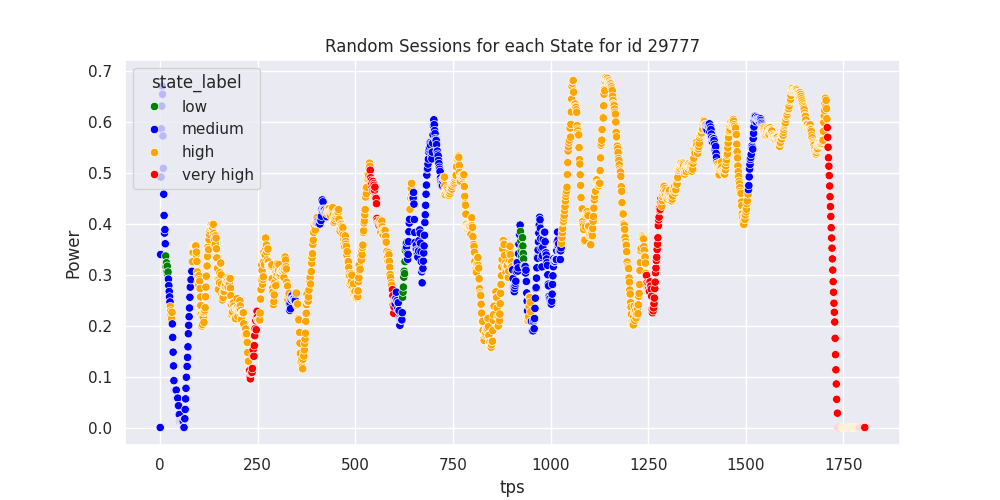 Random Sessions for each State for id 29777
state_label
low
medium
high
very high
Power
0.7
0.6
0.5
0.4
0.3
0.2
0.1
0.0
0 250 500 750 1000 1250 1500 1750
tps